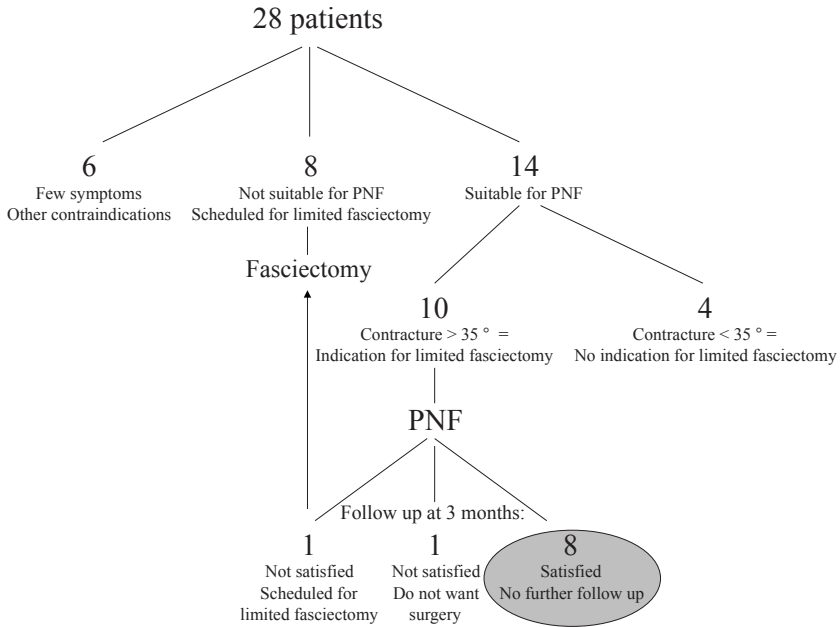 28 patients
6
Few symptoms
Other contraindications
8
Not suitable for PNF
Scheduled for limited fasciectomy
14
Suitable for PNF
Fasciectomy
10
Contracture > 35 ° =
Indication for limited fasciectomy
4
Contracture < 35 ° =
No indication for limited fasciectomy
PNF
Follow up at 3 months:
1
Not satisfied
Scheduled for
limited fasciectomy
1
Not satisfied
Do not want
surgery
8
Satisfied
No further follow up